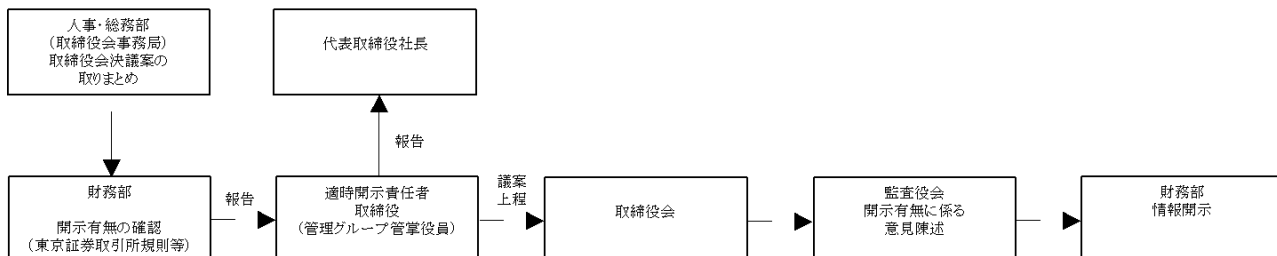 人事・総務部
(取締役会事務局)
取締役会決議案の
取りまとめ
代表取締役社長
報告
財務部
開示有無の確認
(東京証券取引所規則等)
報告
適時開示責任者
取締役
(管理グループ管掌役員)
議案
上程
取締役会
監査役会
開示有無に係る
意見陳述
財務部
情報開示